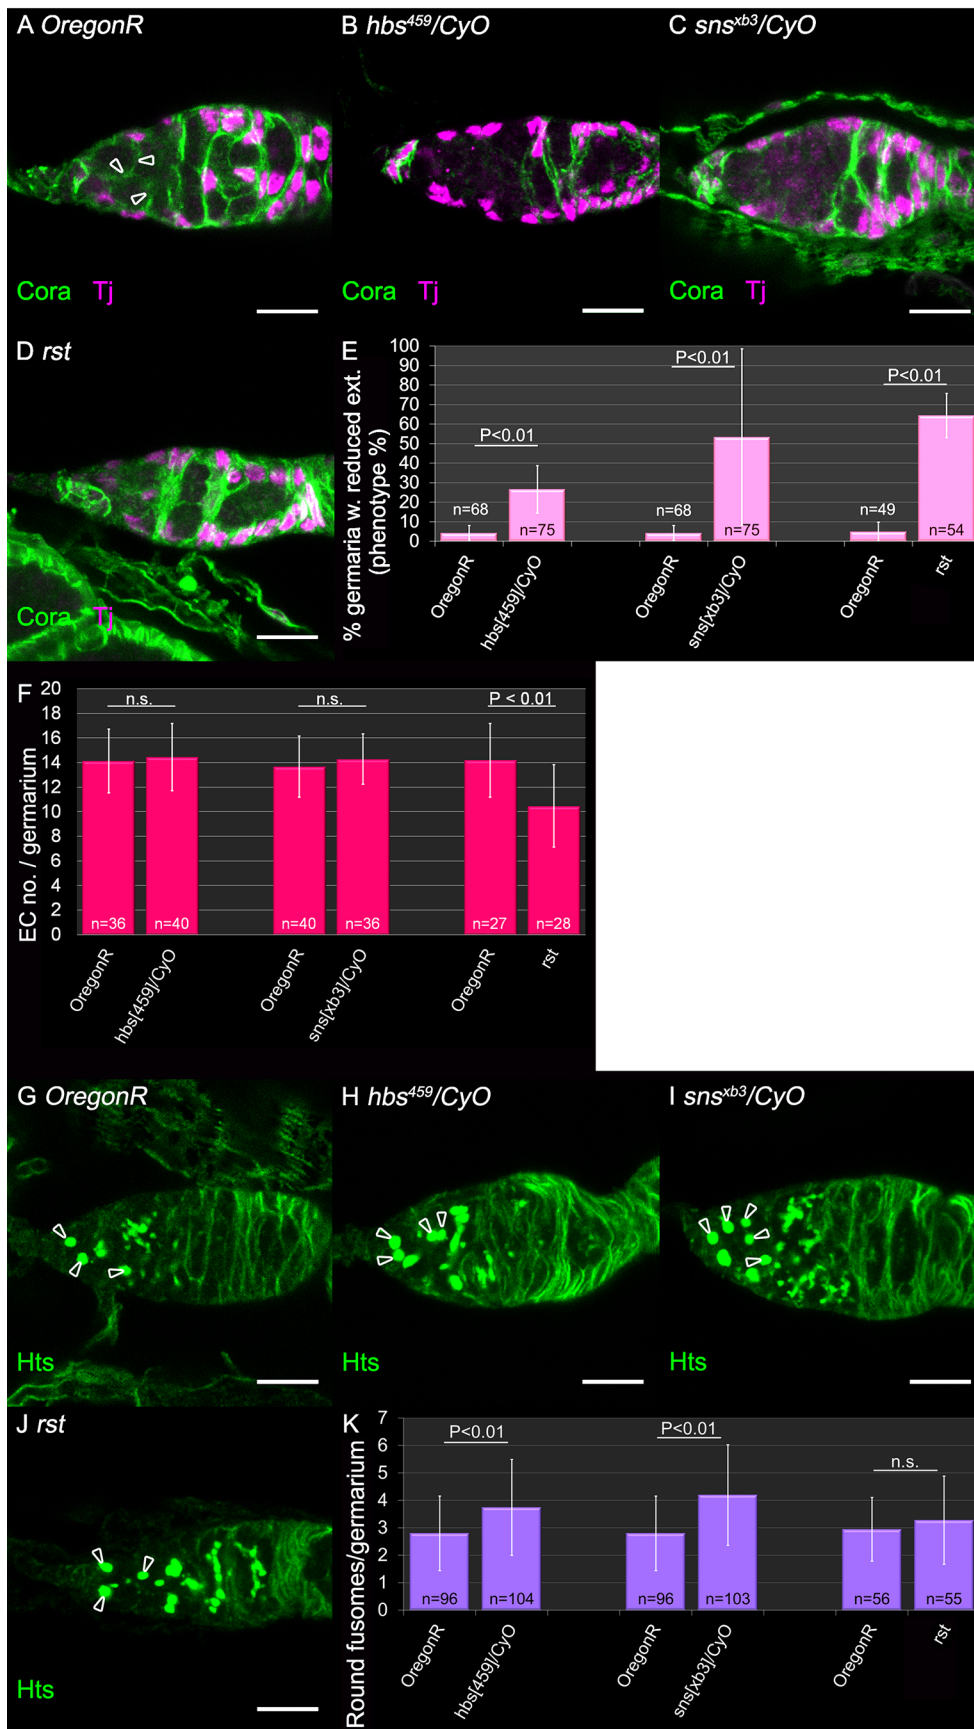 A OregonR
B hbs459/CyO
C snsxb3/CyO
Cora Tj
Cora Tj
Cora Tj
D rst
Cora Tj
E
% germaria w. reduced ext.
(phenotype %)
100
90
80
70
60
50
40
30
20
10
0
P<0.01
P<0.01
P<0.01
n=68
n=75
n=68
n=75
n=49
n=54
OregonR
hbs[459]/CyO
OregonR
sns[xb3]/CyO
OregonR
rst
F
EC no. / germarium
20
18
16
14
12
10
8
6
4
2
0
n.s.
n.s.
P < 0.01
n=36
n=40
n=40
n=36
n=27
n=28
OregonR
hbs[459]/CyO
OregonR
sns[xb3]/CyO
OregonR
rst
G OregonR
H hbs459/CyO
I snsxb3/CyO
Hts
Hts
Hts
J rst
Hts
K
Round fusomes/germarium
7
6
5
4
3
2
1
0
P<0.01
P<0.01
n.s.
n=96
n=104
n=96
n=103
n=56
n=55
OregonR
hbs[459]/CyO
OregonR
sns[xb3]/CyO
OregonR
rst